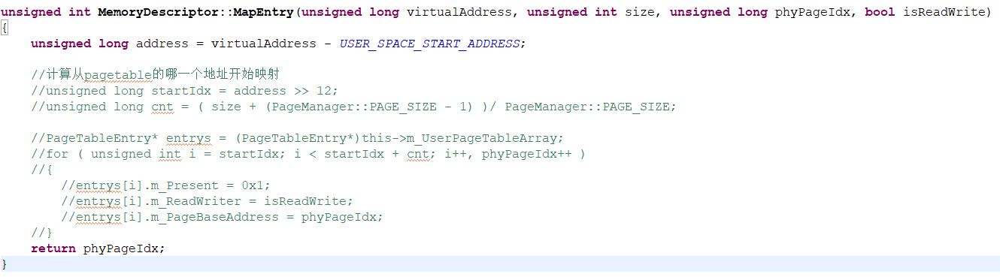 unsigned int MemoryDescriptor::MapEntry(unsigned long virtualAddress, unsigned int size, unsigned long phyPageIdx, bool isReadWrite)
{
unsigned long address = virtualAddress - USER_SPACE_START_ADDRESS;
//计算从pagetable的哪一个地址开始映射
//unsigned long startIdx = address >> 12;
//unsigned long cnt = ( size + (PageManager::PAGE_SIZE - 1) )/ PageManager::PAGE_SIZE;
//PageTableEntry* entrys = (PageTableEntry*)this->m_UserPageTableArray;
//for ( unsigned int i = startIdx; i < startIdx + cnt; i++, phyPageIdx++ )
//{
//entrys[i].m_Present = 0x1;
//entrys[i].m_ReadWriter = isReadWrite;
//entrys[i].m_PageBaseAddress = phyPageIdx;
//}
return phyPageIdx;
}